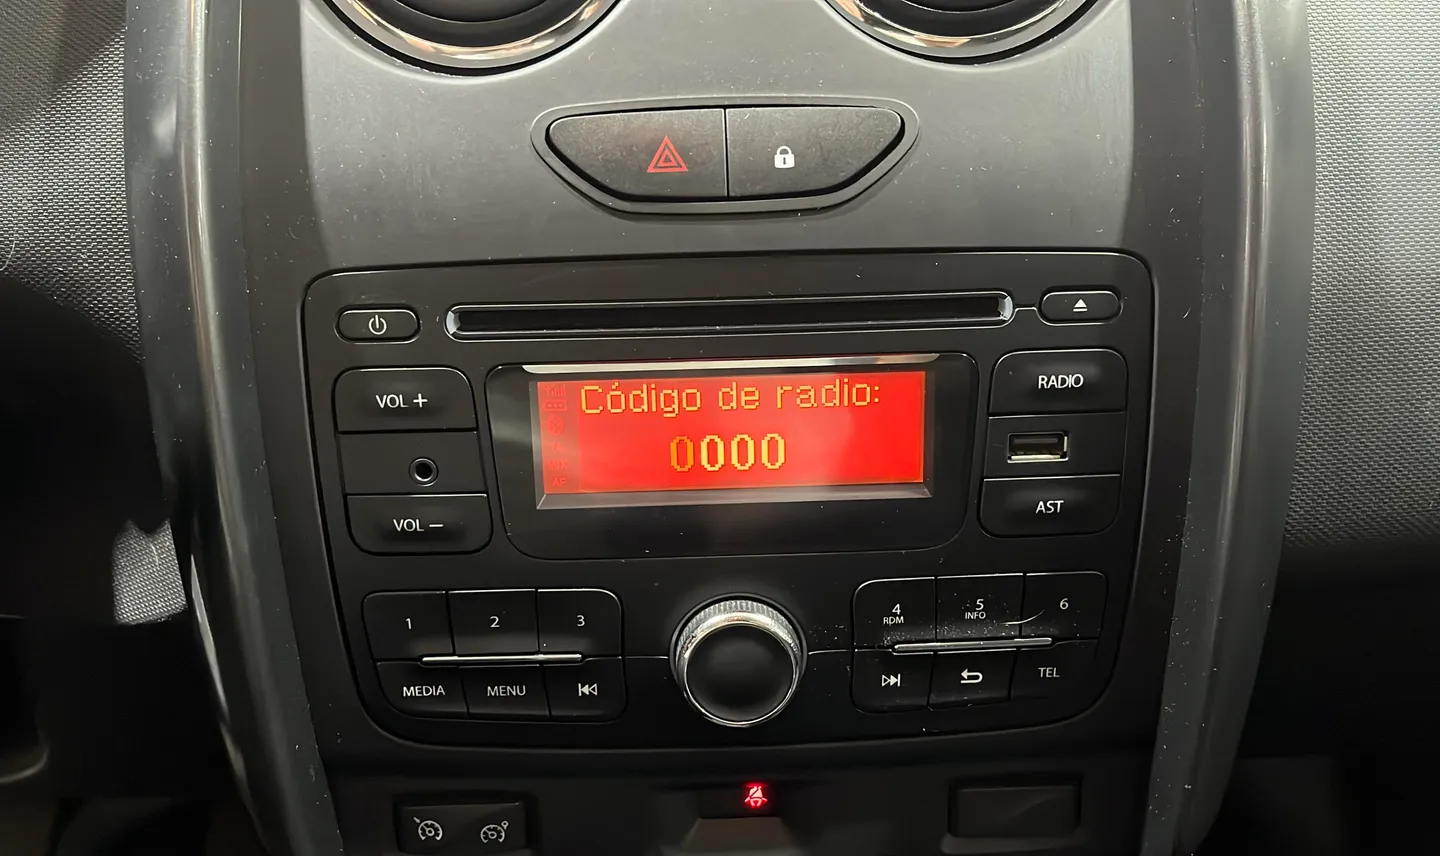 VOL +
VOL −
Código de radio:
0000
RADIO
AST
1
2
3
MEDIA
MENU
4
RDM
5
INFO
6
TEL